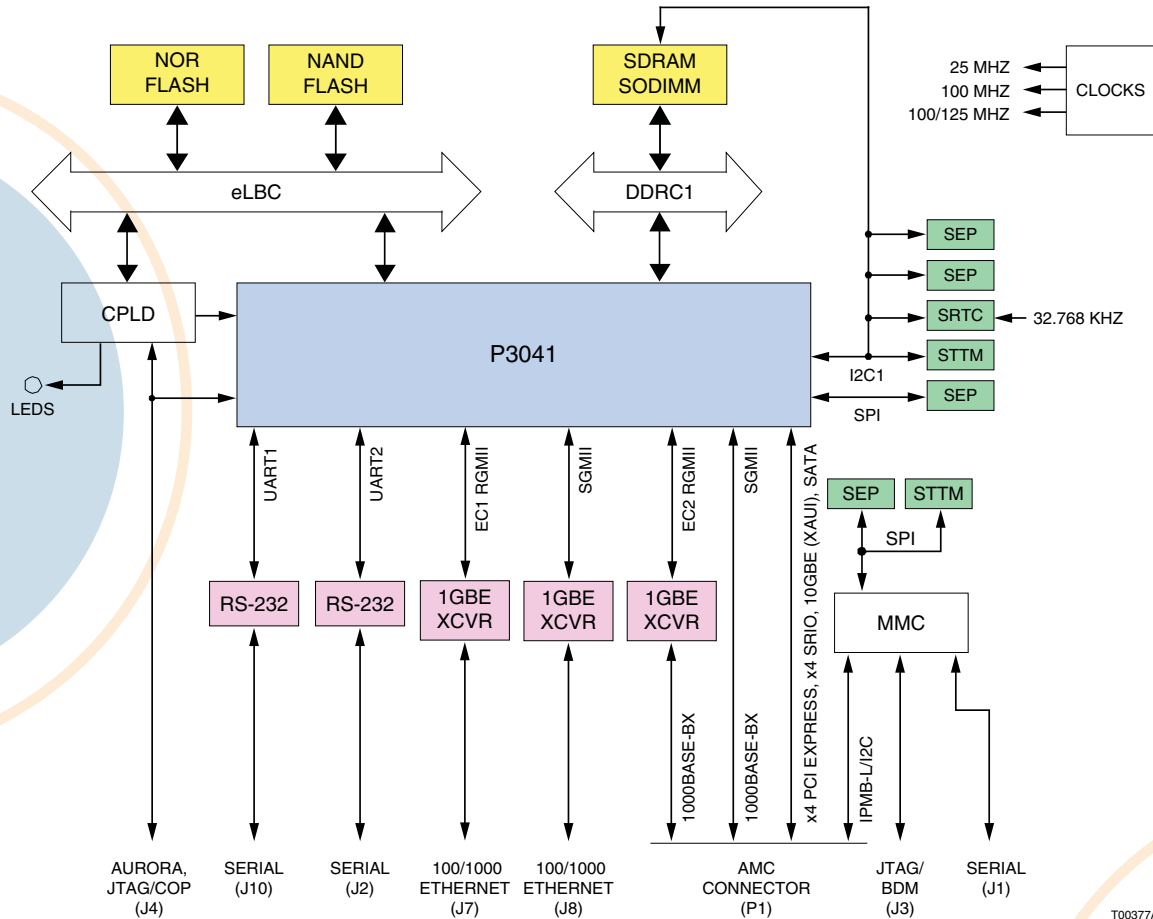 NOR
FLASH
NAND
FLASH
SDRAM
SODIMM
25 MHZ
100 MHZ
100/125 MHZ
CLOCKS
eLBC
DDRC1
SEP
SEP
SRTC
32.768 KHZ
STTM
I2C1
SEP
SPI
CPLD
P3041
LEDS
UART1
UART2
EC1 RGMII
SGMII
EC2 RGMII
SGMII
x4 PCI EXPRESS, x4 SRIO, 10GBE (XAUI), SATA
SEP
STTM
SPI
RS-232
RS-232
1GBE
XCVR
1GBE
XCVR
1GBE
XCVR
MMC
1000BASE-BX
1000BASE-BX
IPMB-L/I2C
AURORA,
JTAG/COP
(J4)
SERIAL
(J10)
SERIAL
(J2)
100/1000
ETHERNET
(J7)
100/1000
ETHERNET
(J8)
AMC
CONNECTOR
(P1)
JTAG/
BDM
(J3)
SERIAL
(J1)